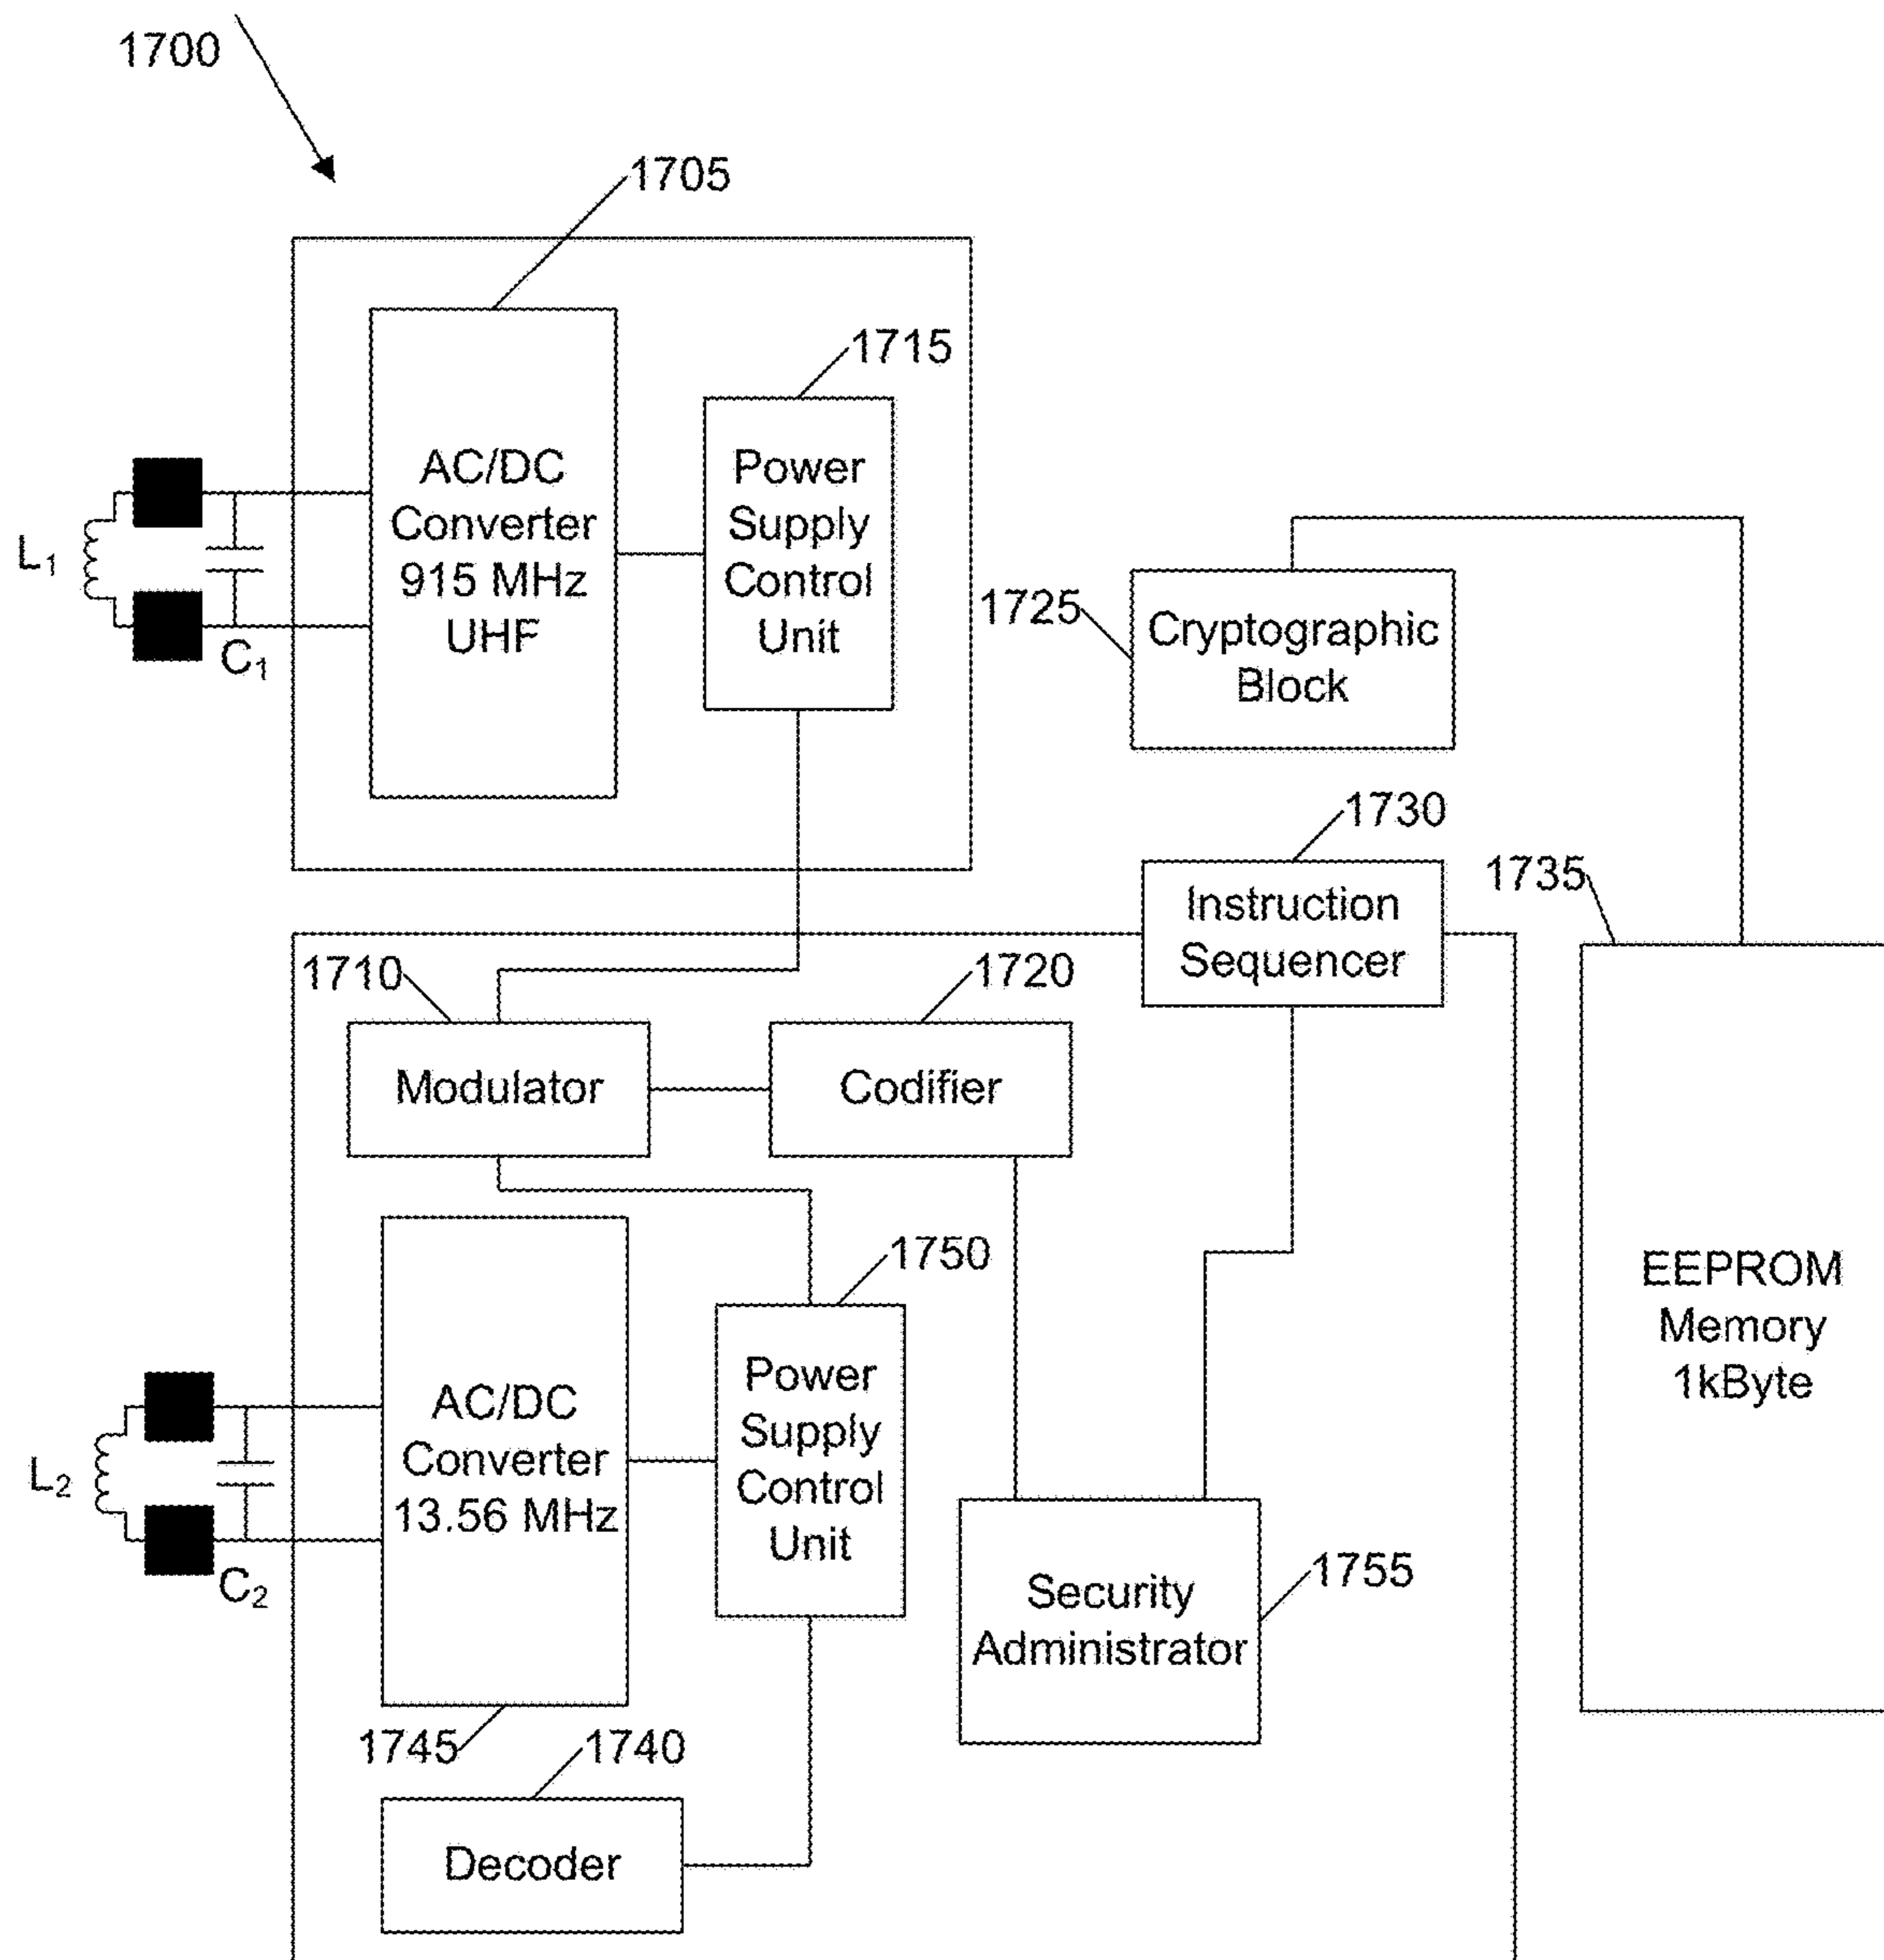 1700
1705
1715
AC/DC
Converter
915 MHz
UHF
Power
Supply
Control
Unit
L₁
C₁
1725
Cryptographic
Block
1730
Instruction
Sequencer
1735
EEPROM
Memory
1kByte
1710
Modulator
1720
Codifier
1750
AC/DC
Converter
13.56 MHz
Power
Supply
Control
Unit
L₂
C₂
1755
Security
Administrator
1745
1740
Decoder